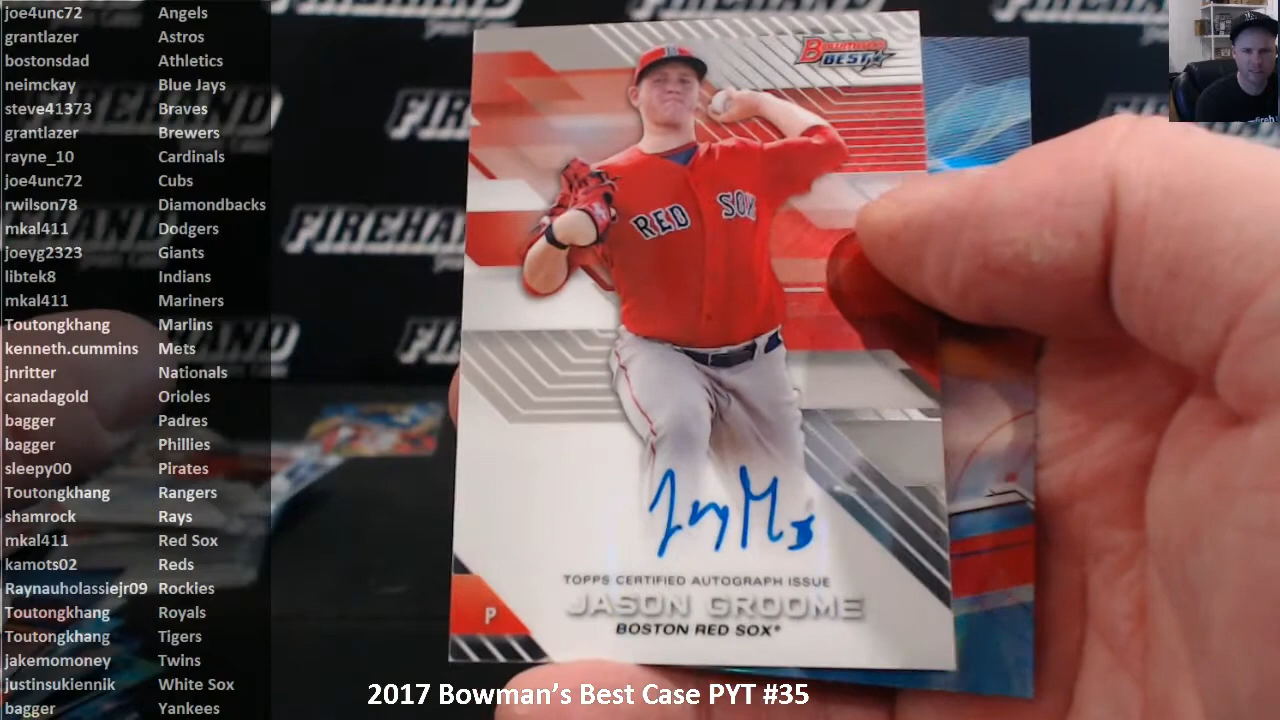 joe4unc72 Angels
grantlazer Astros
bostonsdad Athletics
neimckay Blue Jays
steve41373 Braves
grantlazer Brewers
rayne_10 Cardinals
joe4unc72 Cubs
rwilson78 Diamondbacks
mkal411 Dodgers
joeyg2323 Giants
libtek8 Indians
mkal411 Mariners
Toutongkhang Marlins
kenneth.cummins Mets
jnritter Nationals
canadagold Orioles
bagger Padres
bagger Phillies
sleepy00 Pirates
Toutongkhang Rangers
shamrock Rays
mkal411 Red Sox
kamots02 Reds
Raynauholassiejr09 Rockies
Toutongkhang Royals
Toutongkhang Tigers
jakemomoney Twins
justinsukiennik White Sox
bagger Yankees
FIREHAND
Bowman's
BEST
RED SOX
TOPPS CERTIFIED AUTOGRAPH ISSUE
JASON GROOME
P
BOSTON RED SOX
2017 Bowman's Best Case PYT #35